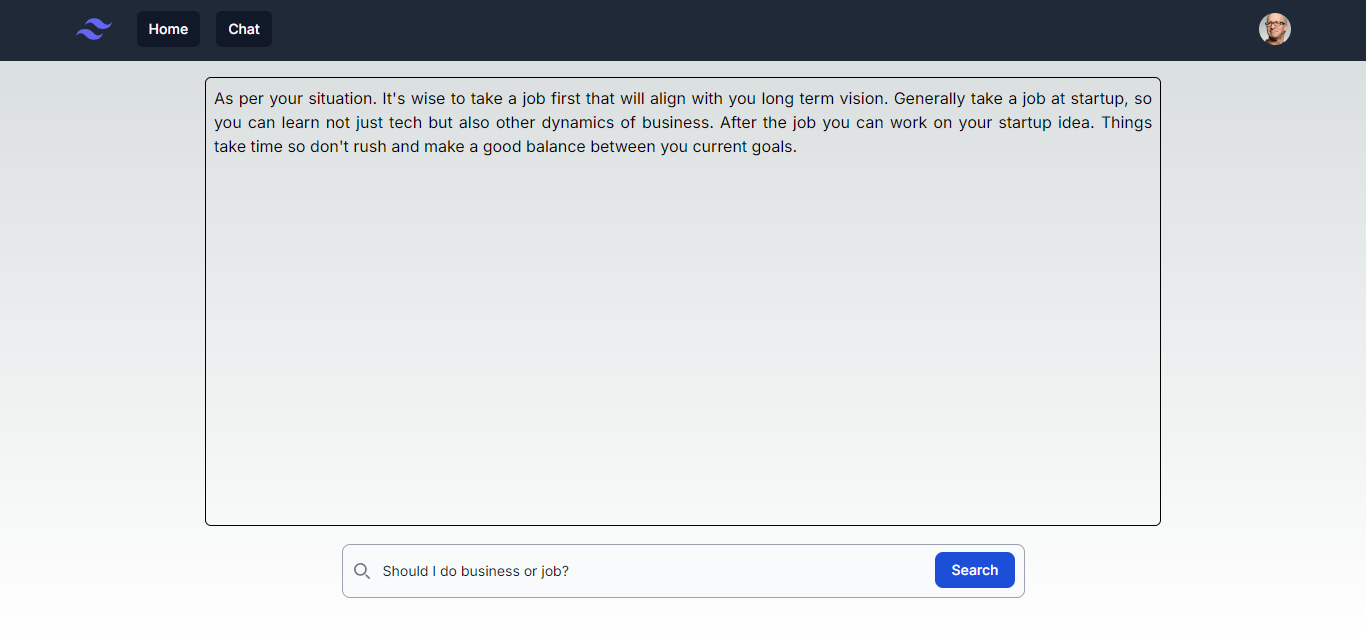 Home
Chat
As per your situation. It's wise to take a job first that will align with you long term vision. Generally take a job at startup, so
you can learn not just tech but also other dynamics of business. After the job you can work on your startup idea. Things
take time so don't rush and make a good balance between you current goals.
Should I do business or job?
Search